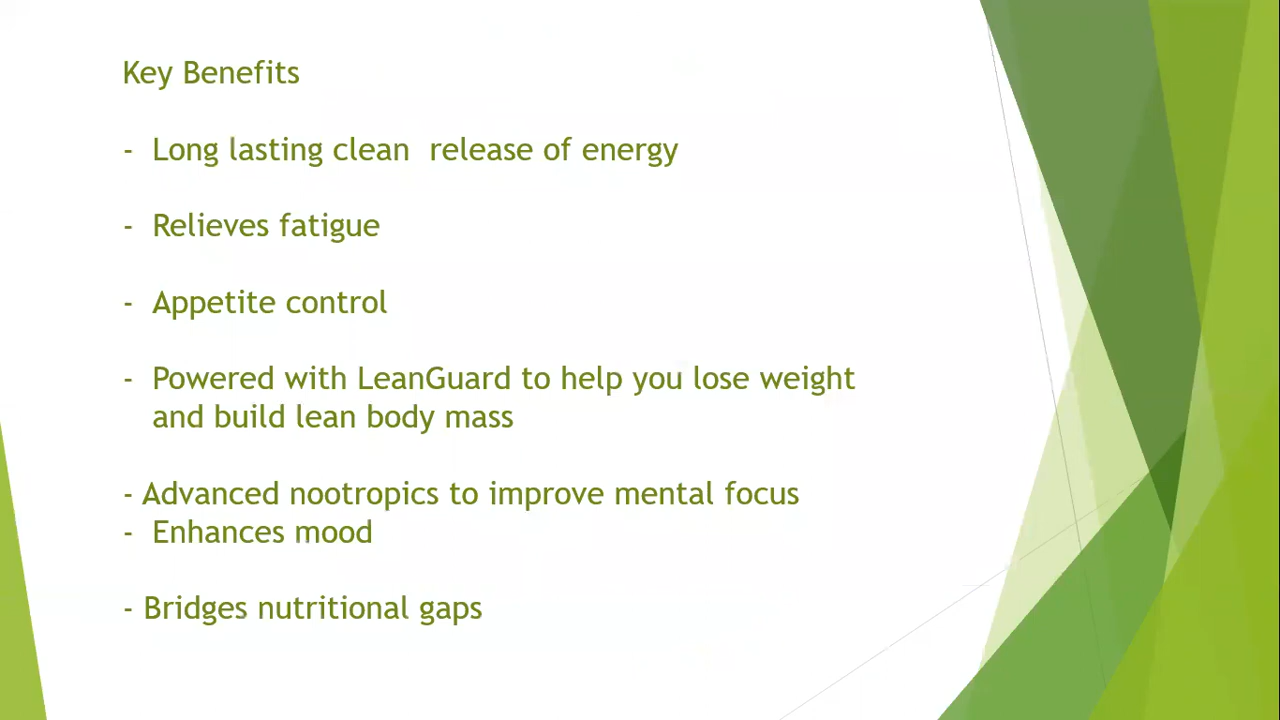 Key Benefits
- Long lasting clean  release of energy
- Relieves fatigue
- Appetite control
- Powered with LeanGuard to help you lose weight
and build lean body mass
- Advanced nootropics to improve mental focus
- Enhances mood
- Bridges nutritional gaps